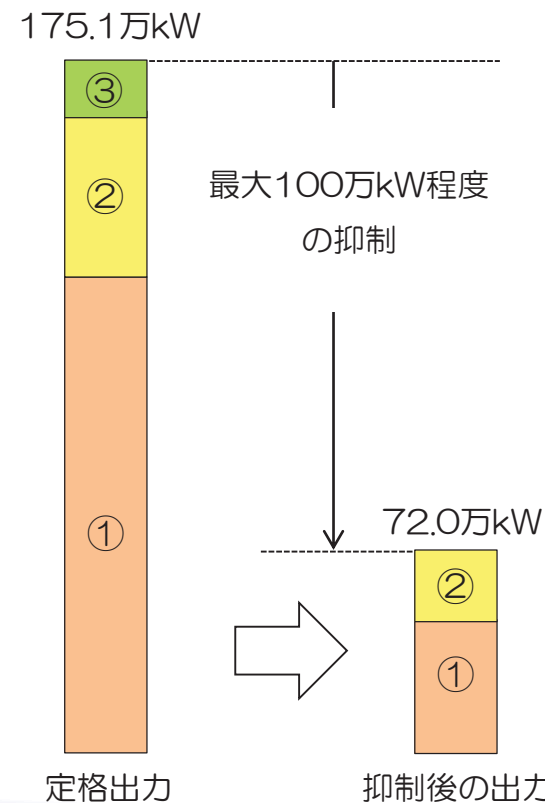 175.1万kW
③
②
最大100万kW程度
の抑制
①
72.0万kW
②
①
定格出力
抑制後の出力